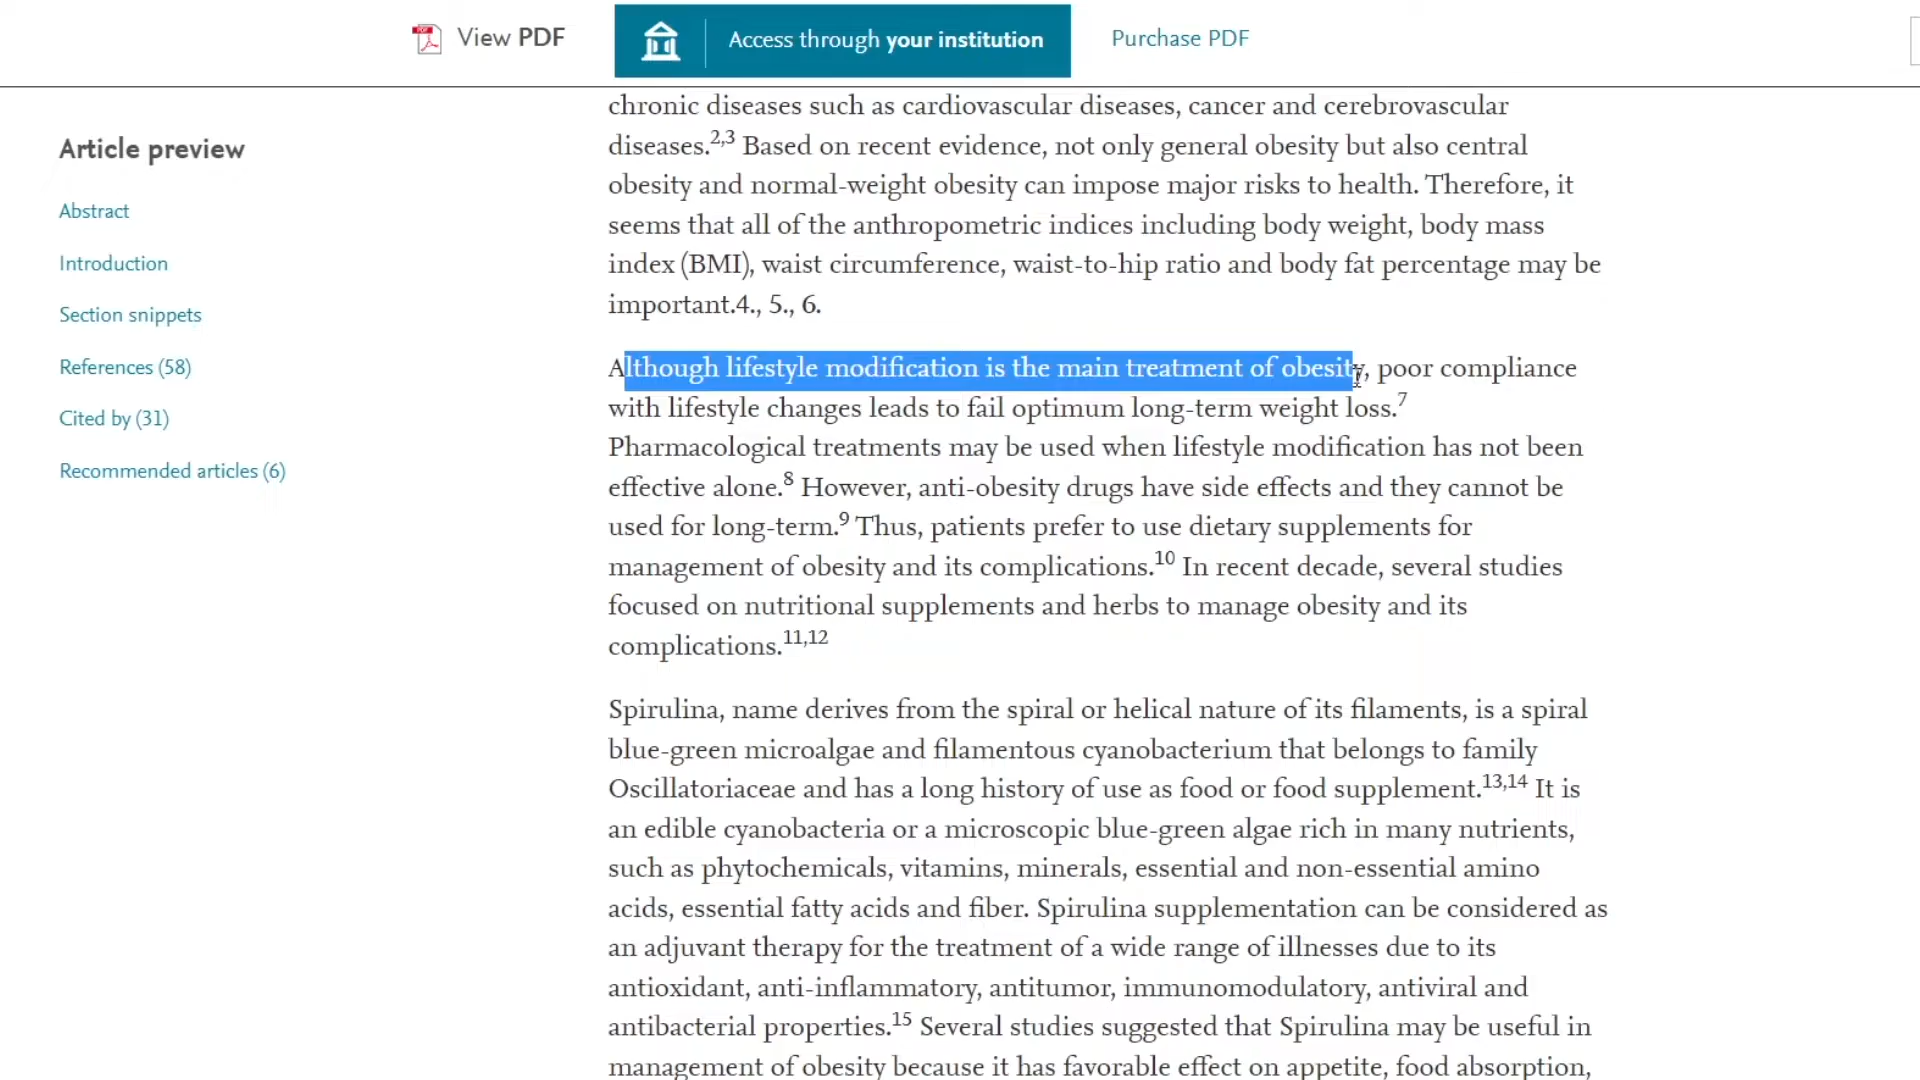 View PDF
Access through your institution
Purchase PDF
Article preview
Abstract
Introduction
Section snippets
References (58)
Cited by (31)
Recommended articles (6)
chronic diseases such as cardiovascular diseases, cancer and cerebrovascular
diseases.2,3 Based on recent evidence, not only general obesity but also central
obesity and normal-weight obesity can impose major risks to health. Therefore, it
seems that all of the anthropometric indices including body weight, body mass
index (BMI), waist circumference, waist-to-hip ratio and body fat percentage may be
important.4., 5., 6.
Although lifestyle modification is the main treatment of obesity, poor compliance
with lifestyle changes leads to fail optimum long-term weight loss.7
Pharmacological treatments may be used when lifestyle modification has not been
effective alone.8 However, anti-obesity drugs have side effects and they cannot be
used for long-term.9 Thus, patients prefer to use dietary supplements for
management of obesity and its complications.10 In recent decade, several studies
focused on nutritional supplements and herbs to manage obesity and its
complications.11,12
Spirulina, name derives from the spiral or helical nature of its filaments, is a spiral
blue-green microalgae and filamentous cyanobacterium that belongs to family
Oscillatoriaceae and has a long history of use as food or food supplement.13,14 It is
an edible cyanobacteria or a microscopic blue-green algae rich in many nutrients,
such as phytochemicals, vitamins, minerals, essential and non-essential amino
acids, essential fatty acids and fiber. Spirulina supplementation can be considered as
an adjuvant therapy for the treatment of a wide range of illnesses due to its
antioxidant, anti-inflammatory, antitumor, immunomodulatory, antiviral and
antibacterial properties.15 Several studies suggested that Spirulina may be useful in
management of obesity because it has favorable effect on appetite, food absorption,